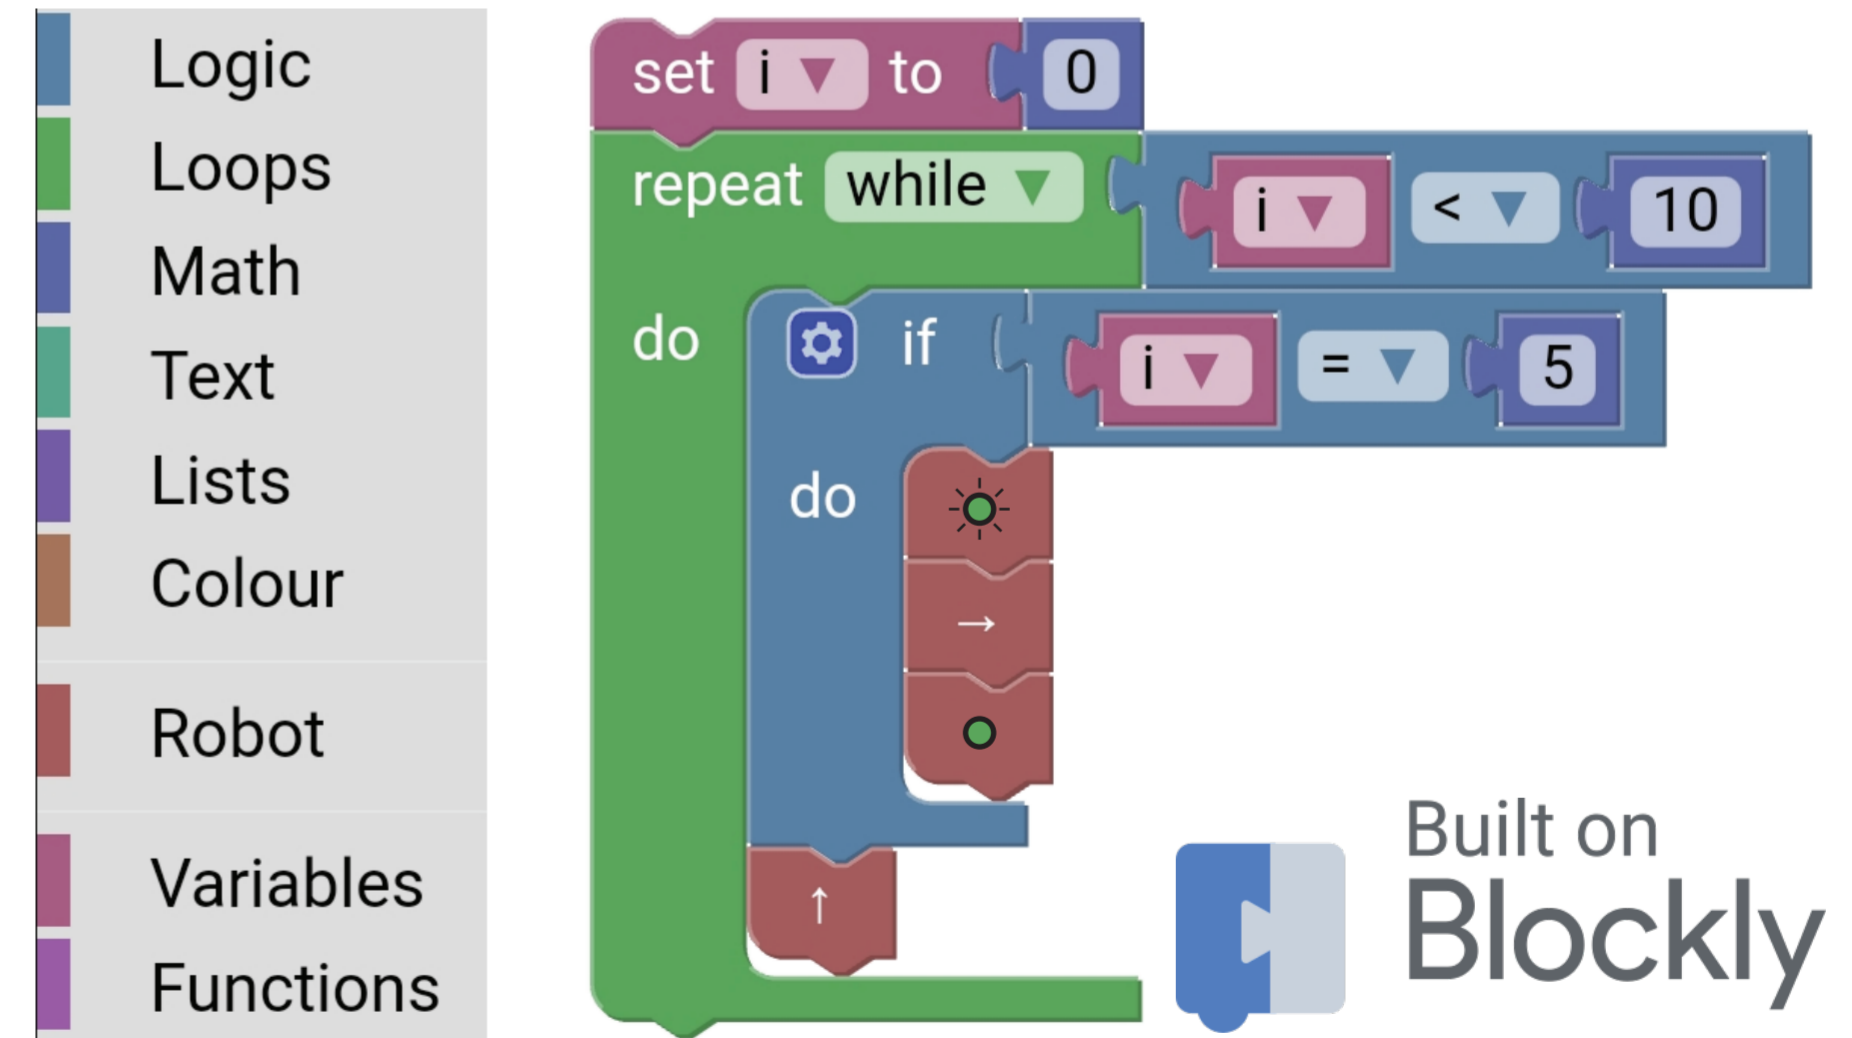 Logic
Loops
Math
Text
Lists
Colour
Robot
Variables
Functions
set i to 0
repeat while i < 10
do if i = 5
do
→
↑
Built on
Blockly